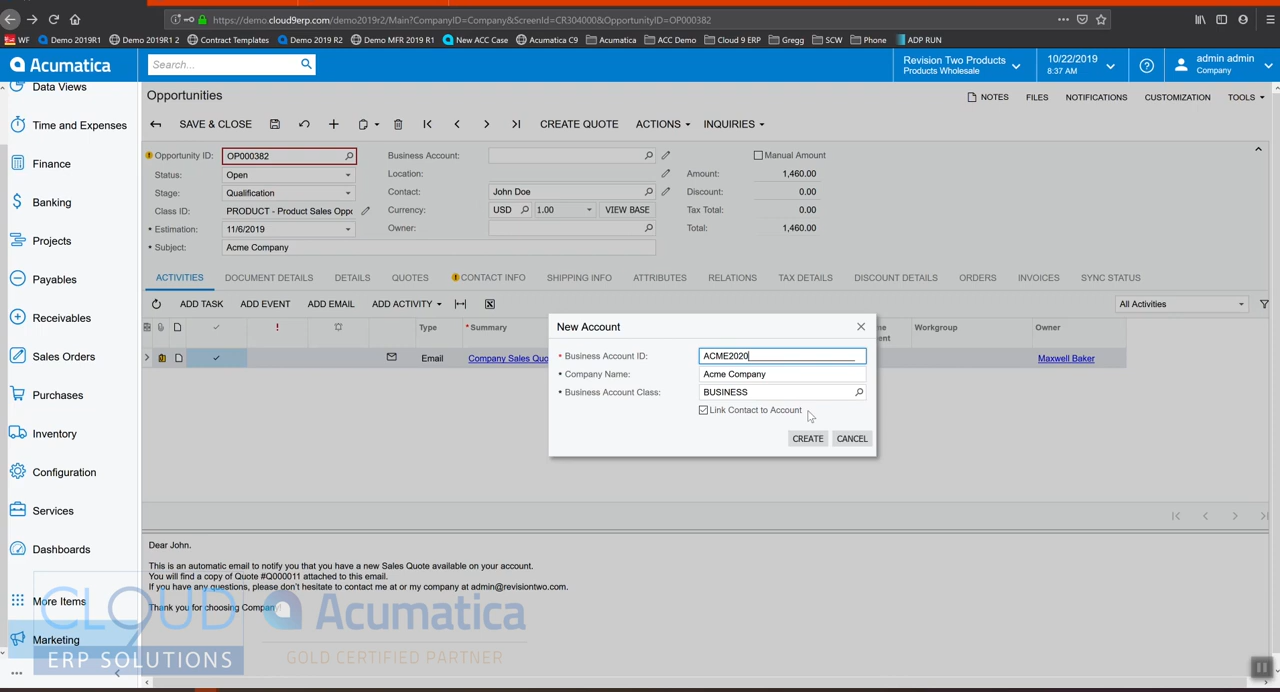 https://demo.cloud9erp.com/demo2019r2/Main?CompanyID=Company&ScreenId=CR304000&OpportunityID=OP000382
WF Demo 2019R1 Demo 2019R1 2 Contract Templates Demo 2019 R2 Demo MFR 2019 R1 New ACC Case Acumatica C9 Acumatica ACC Demo Cloud 9 ERP Gregg SCW Phone ADP RUN
Acumatica Search... Revision Two Products 10/22/2019 admin admin
Products Wholesale 8:37 AM Company
Data Views
Time and Expenses
Finance
Banking
Projects
Payables
Receivables
Sales Orders
Purchases
Inventory
Configuration
Services
Dashboards
More Items
Marketing
Opportunities NOTES FILES NOTIFICATIONS CUSTOMIZATION TOOLS
SAVE & CLOSE CREATE QUOTE ACTIONS INQUIRIES
Opportunity ID: OP000382 Business Account: Manual Amount
Status: Open Location: Amount: 1,460.00
Stage: Qualification Contact: John Doe Discount: 0.00
Class ID: PRODUCT - Product Sales Oppo Currency: USD 1.00 VIEW BASE Tax Total: 0.00
* Estimation: 11/6/2019 Owner: Total: 1,460.00
* Subject: Acme Company
ACTIVITIES DOCUMENT DETAILS DETAILS QUOTES CONTACT INFO SHIPPING INFO ATTRIBUTES RELATIONS TAX DETAILS DISCOUNT DETAILS ORDERS INVOICES SYNC STATUS
ADD TASK ADD EVENT ADD EMAIL ADD ACTIVITY All Activities
Type * Summary Workgroup Owner
Email Company Sales Quo Maxwell Baker
New Account
* Business Account ID: ACME2020
* Company Name: Acme Company
* Business Account Class: BUSINESS
Link Contact to Account
CREATE CANCEL
Dear John.
This is an automatic email to notify you that you have a new Sales Quote available on your account.
You will find a copy of Quote #Q000011 attached to this email.
If you have any questions, please don't hesitate to contact me at or my company at admin@revisiontwo.com.
Thank you for choosing Company!
CLOUD 9
ERP SOLUTIONS
Acumatica
GOLD CERTIFIED PARTNER